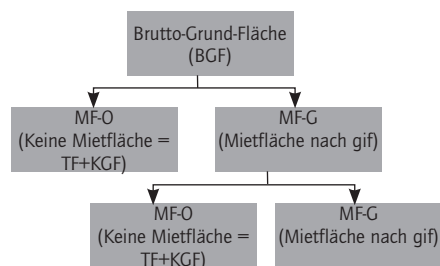 Brutto-Grund-Fläche
(BGF)
MF-O
(Keine Mietfläche =
TF+KGF)
MF-G
(Mietfläche nach gif)
MF-O
(Keine Mietfläche =
TF+KGF)
MF-G
(Mietfläche nach gif)